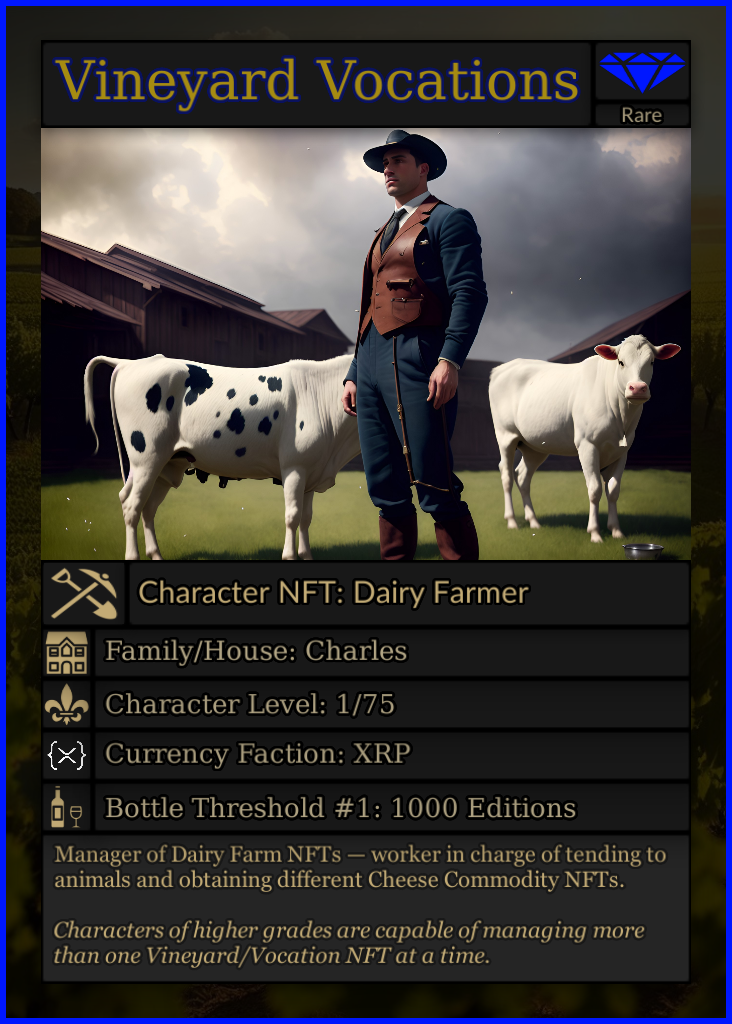 Vineyard Vocations
Rare
Character NFT: Dairy Farmer
Family/House: Charles
Character Level: 1/75
{X} Currency Faction: XRP
Bottle Threshold #1: 1000 Editions
Manager of Dairy Farm NFTs — worker in charge of tending to
animals and obtaining different Cheese Commodity NFTs.
Characters of higher grades are capable of managing more
than one Vineyard/Vocation NFT at a time.